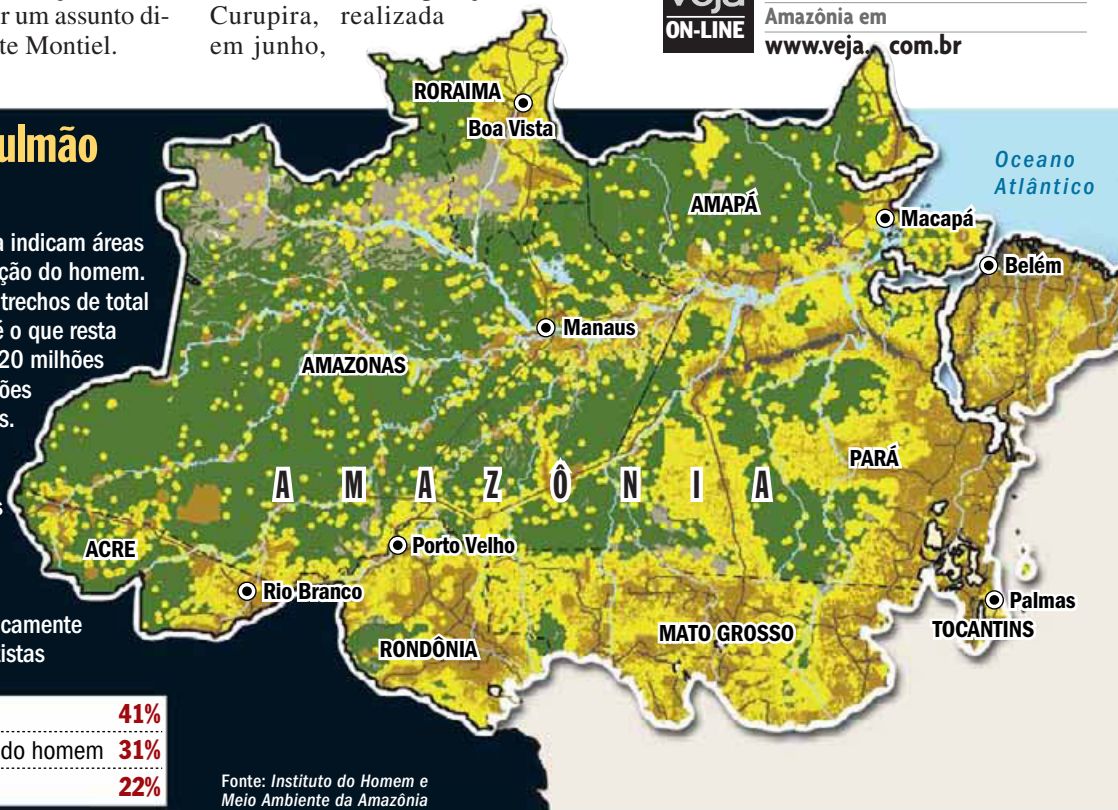 r um assunto di-
te Montiel.
Curupira, realizada
em junho,
veja
ON-LINE
Amazônia em
www.veja. com.br
ulmão
a indicam áreas
ção do homem.
trechos de total
é o que resta
20 milhões
ões
s.
s
camente
tistas
41%
do homem 31%
22%
Fonte: Instituto do Homem e
Meio Ambiente da Amazônia
RORAIMA
Boa Vista
AMAPÁ
Macapá
Oceano
Atlântico
Belém
Manaus
AMAZONAS
PARÁ
AMAZÔNIA
ACRE
Porto Velho
Rio Branco
Palmas
TOCANTINS
MATO GROSSO
RONDÔNIA